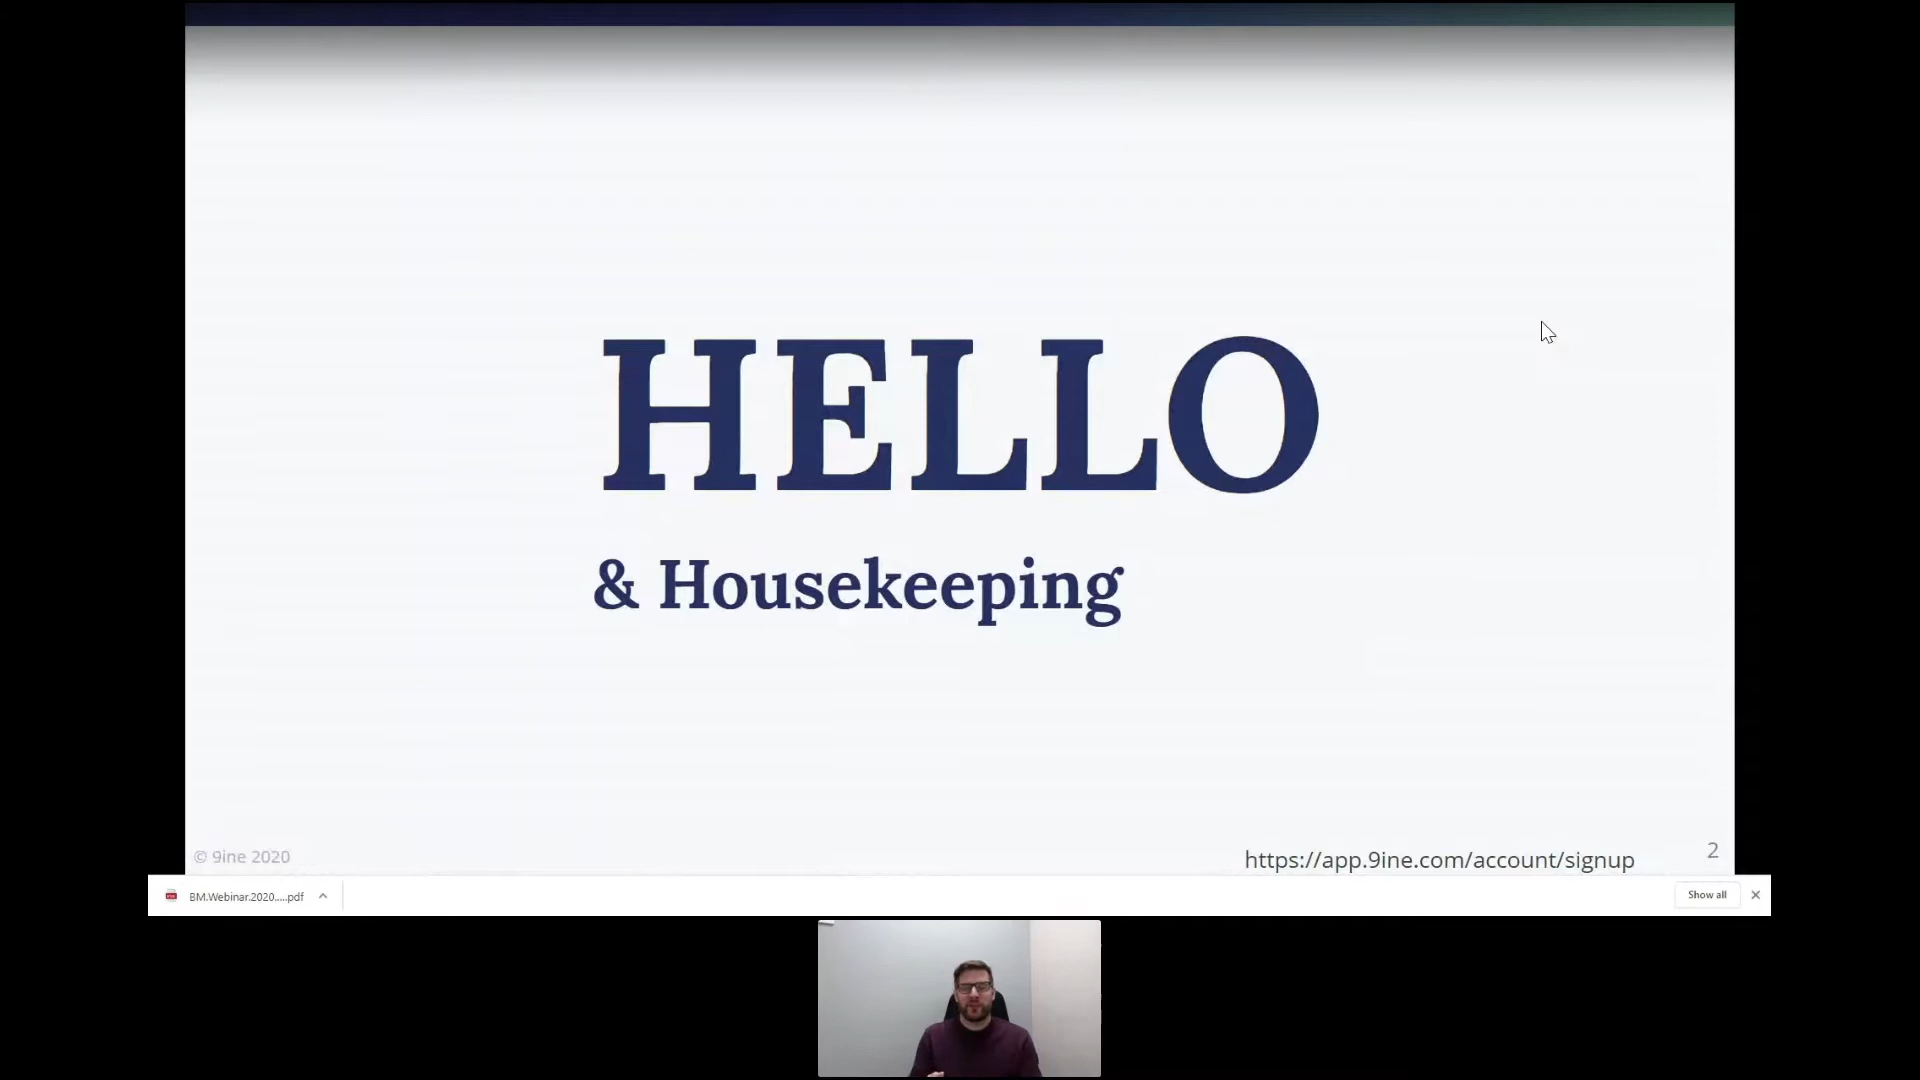 HELLO
& Housekeeping
© 9ine 2020
https://app.9ine.com/account/signup
2
BM.Webinar.2020.....pdf
Show all